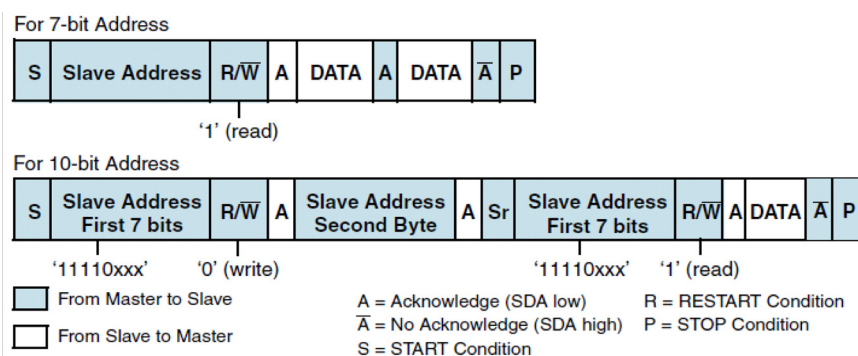 For 7-bit Address
S Slave Address R/W̅ A DATA A DATA A̅ P
'1' (read)
For 10-bit Address
S Slave Address First 7 bits R/W̅ A Slave Address Second Byte A Sr Slave Address First 7 bits R/W̅ A DATA A̅ P
'11110xxx' '0' (write) '11110xxx' '1' (read)
From Master to Slave
From Slave to Master
A = Acknowledge (SDA low)
A̅ = No Acknowledge (SDA high)
S = START Condition
R = RESTART Condition
P = STOP Condition